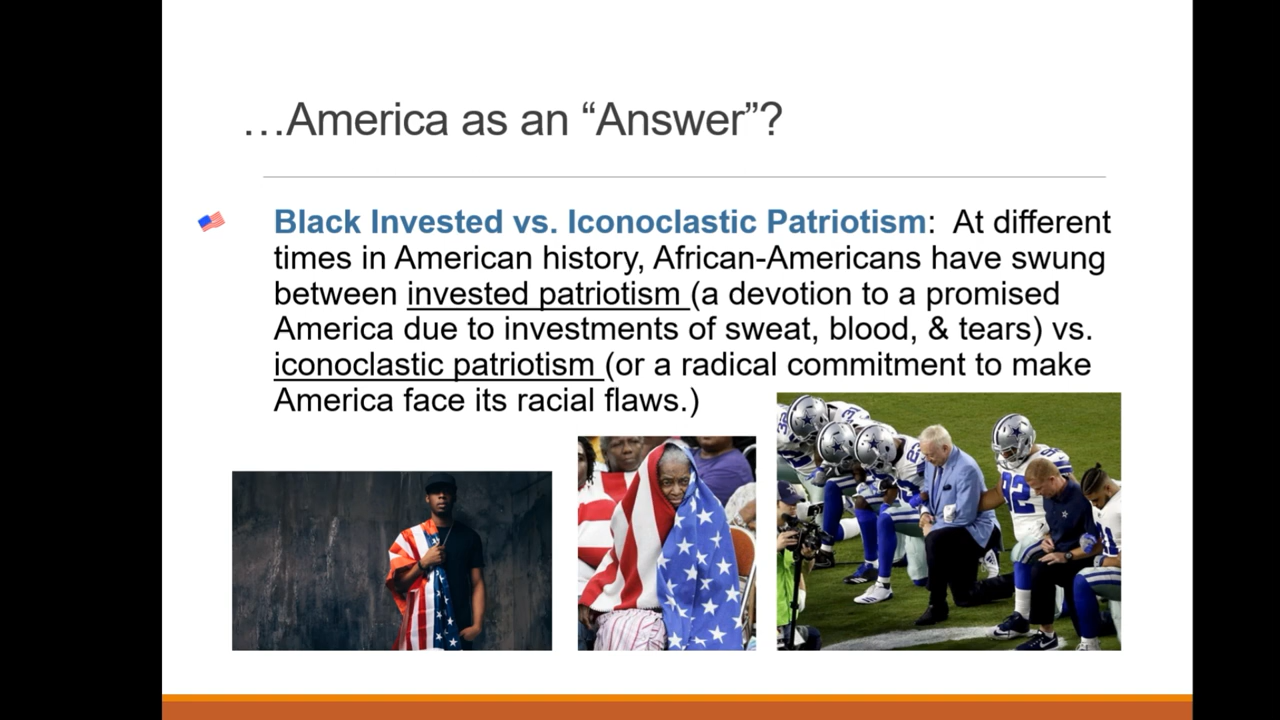 …America as an “Answer”?
Black Invested vs. Iconoclastic Patriotism:  At different
times in American history, African-Americans have swung
between invested patriotism (a devotion to a promised
America due to investments of sweat, blood, & tears) vs.
iconoclastic patriotism (or a radical commitment to make
America face its racial flaws.)
92